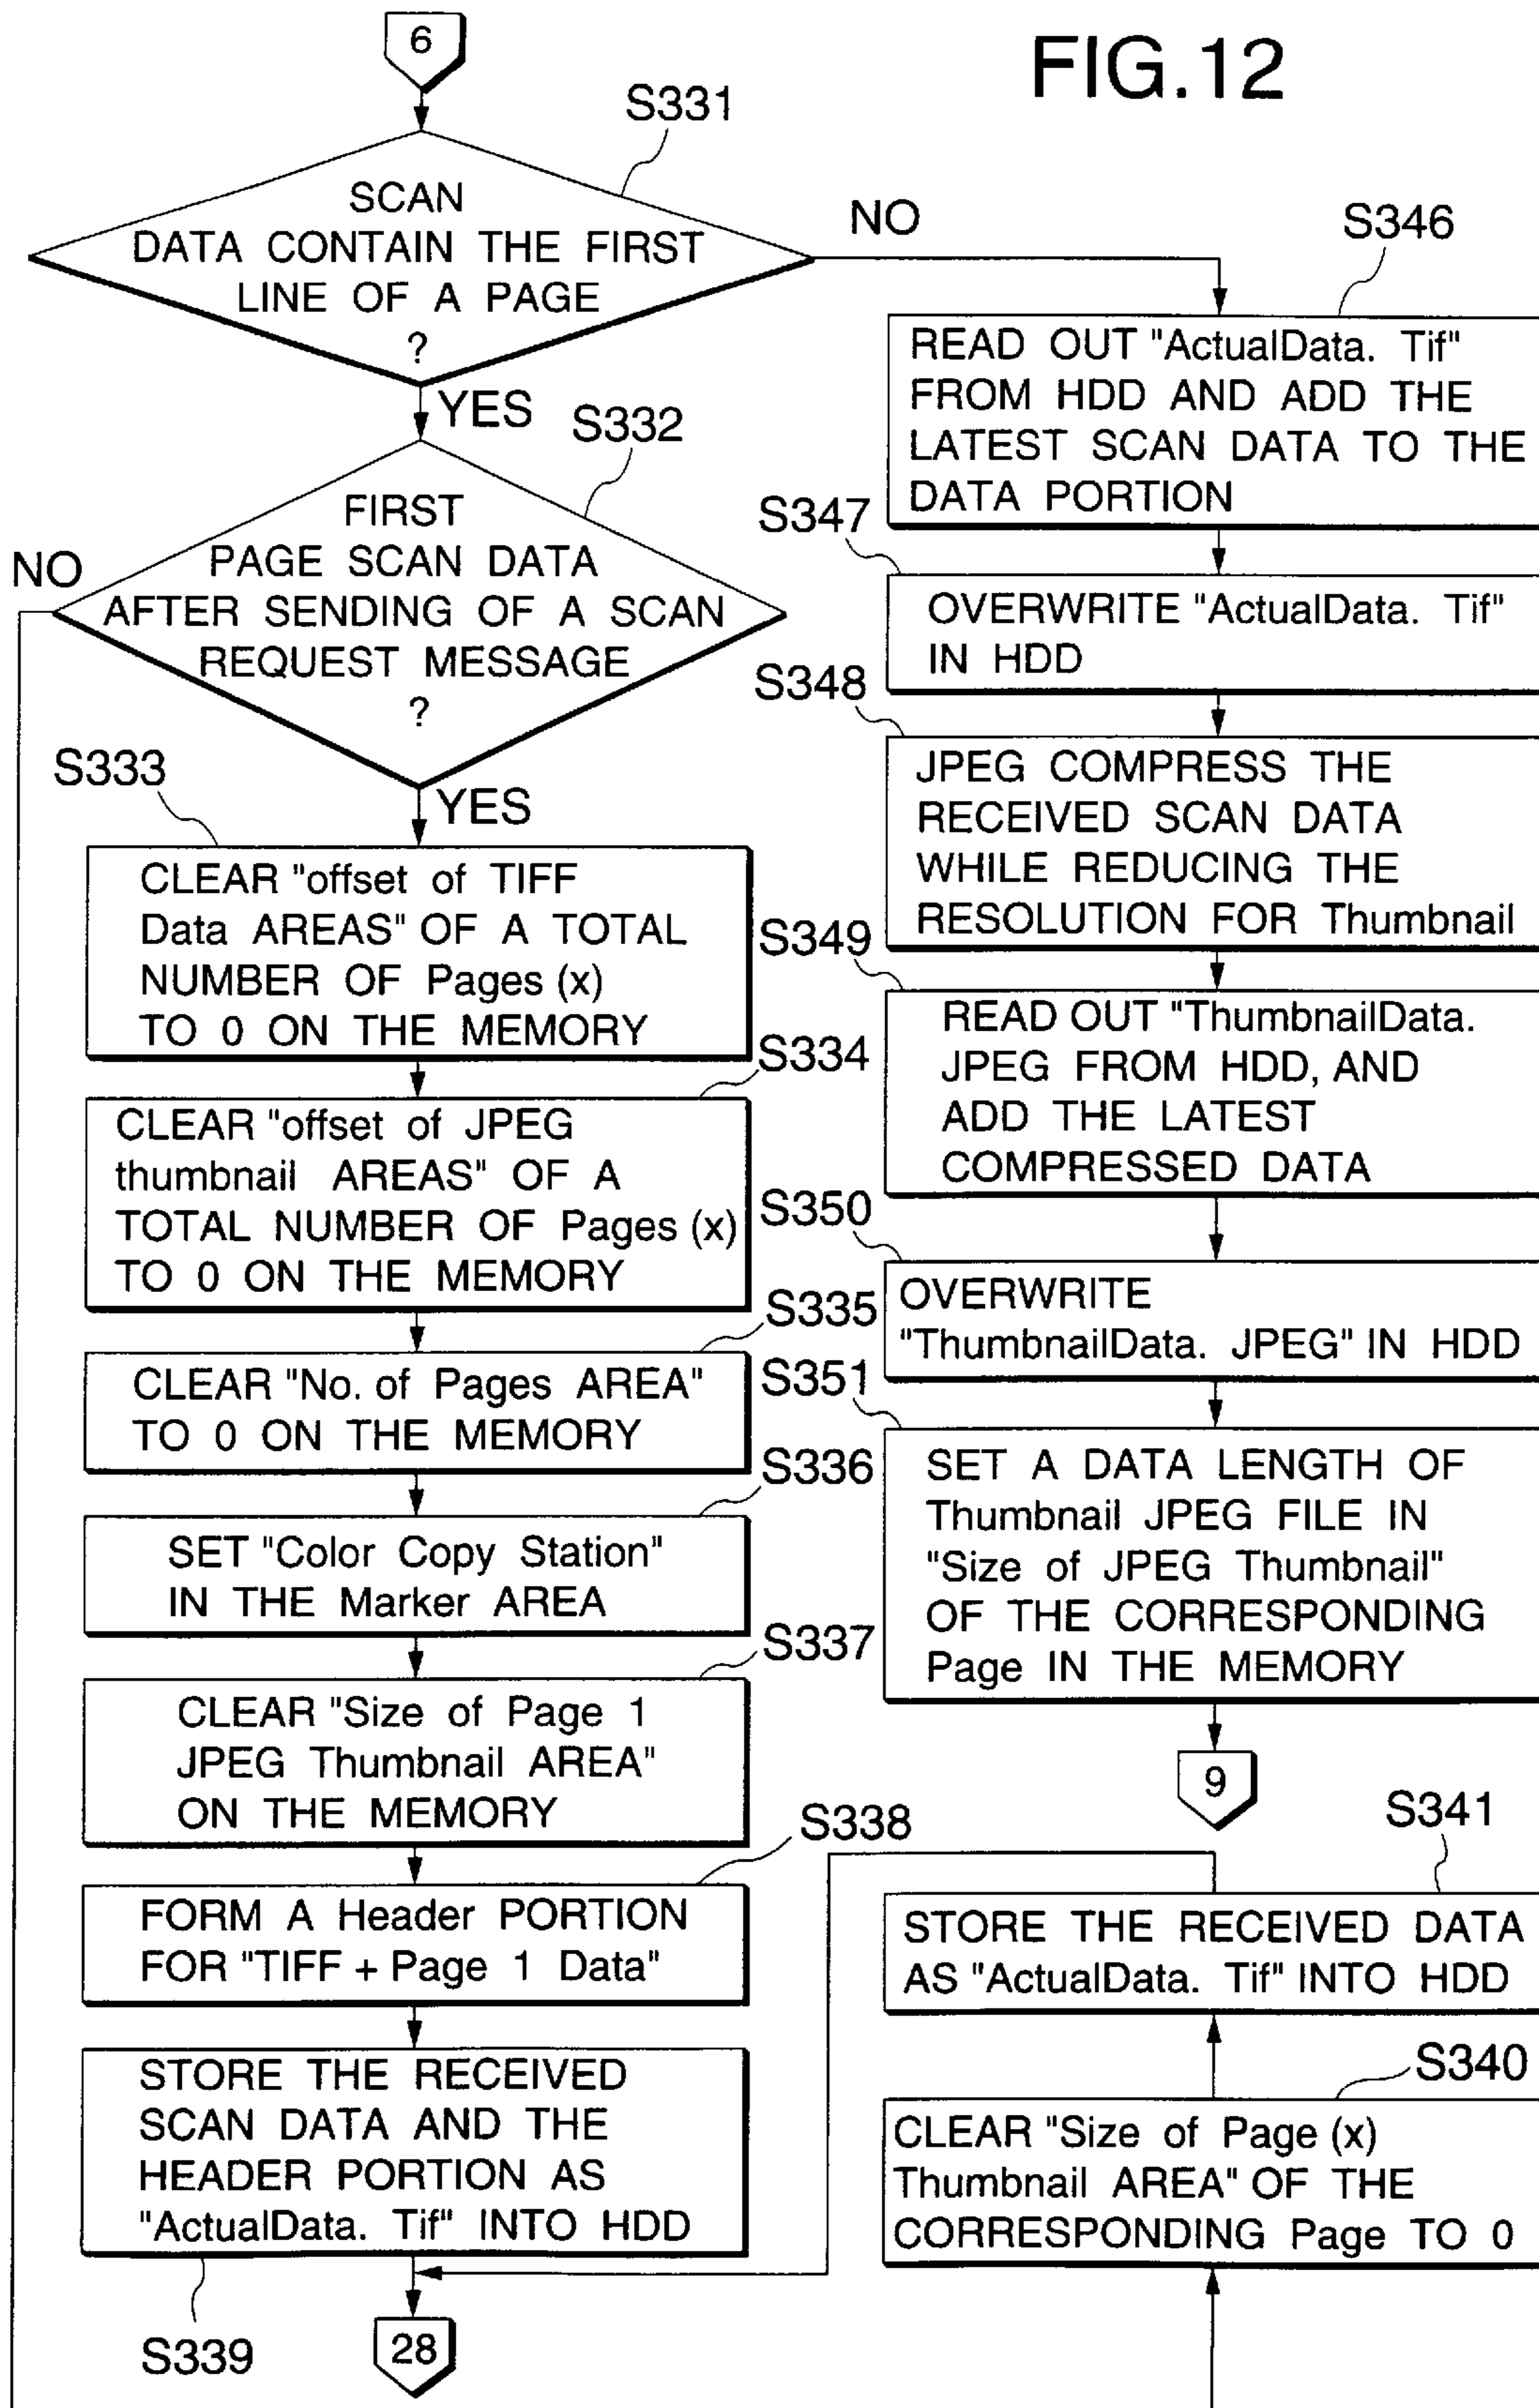 FIG.12
6
S331
SCAN
DATA CONTAIN THE FIRST
LINE OF A PAGE
?
NO
YES
S332
FIRST
PAGE SCAN DATA
AFTER SENDING OF A SCAN
REQUEST MESSAGE
?
NO
YES
S333
CLEAR "offset of TIFF
Data AREAS" OF A TOTAL
NUMBER OF Pages (x)
TO 0 ON THE MEMORY
S334
CLEAR "offset of JPEG
thumbnail AREAS" OF A
TOTAL NUMBER OF Pages (x)
TO 0 ON THE MEMORY
S335
CLEAR "No. of Pages AREA"
TO 0 ON THE MEMORY
S336
SET "Color Copy Station"
IN THE Marker AREA
S337
CLEAR "Size of Page 1
JPEG Thumbnail AREA"
ON THE MEMORY
S338
FORM A Header PORTION
FOR "TIFF + Page 1 Data"
STORE THE RECEIVED
SCAN DATA AND THE
HEADER PORTION AS
"ActualData. Tif" INTO HDD
S339
28
S346
READ OUT "ActualData. Tif"
FROM HDD AND ADD THE
LATEST SCAN DATA TO THE
DATA PORTION
S347
OVERWRITE "ActualData. Tif"
IN HDD
S348
JPEG COMPRESS THE
RECEIVED SCAN DATA
WHILE REDUCING THE
RESOLUTION FOR Thumbnail
S349
READ OUT "ThumbnailData.
JPEG FROM HDD, AND
ADD THE LATEST
COMPRESSED DATA
S350
OVERWRITE
"ThumbnailData. JPEG" IN HDD
S351
SET A DATA LENGTH OF
Thumbnail JPEG FILE IN
"Size of JPEG Thumbnail"
OF THE CORRESPONDING
Page IN THE MEMORY
9
S341
STORE THE RECEIVED DATA
AS "ActualData. Tif" INTO HDD
S340
CLEAR "Size of Page (x)
Thumbnail AREA" OF THE
CORRESPONDING Page TO 0